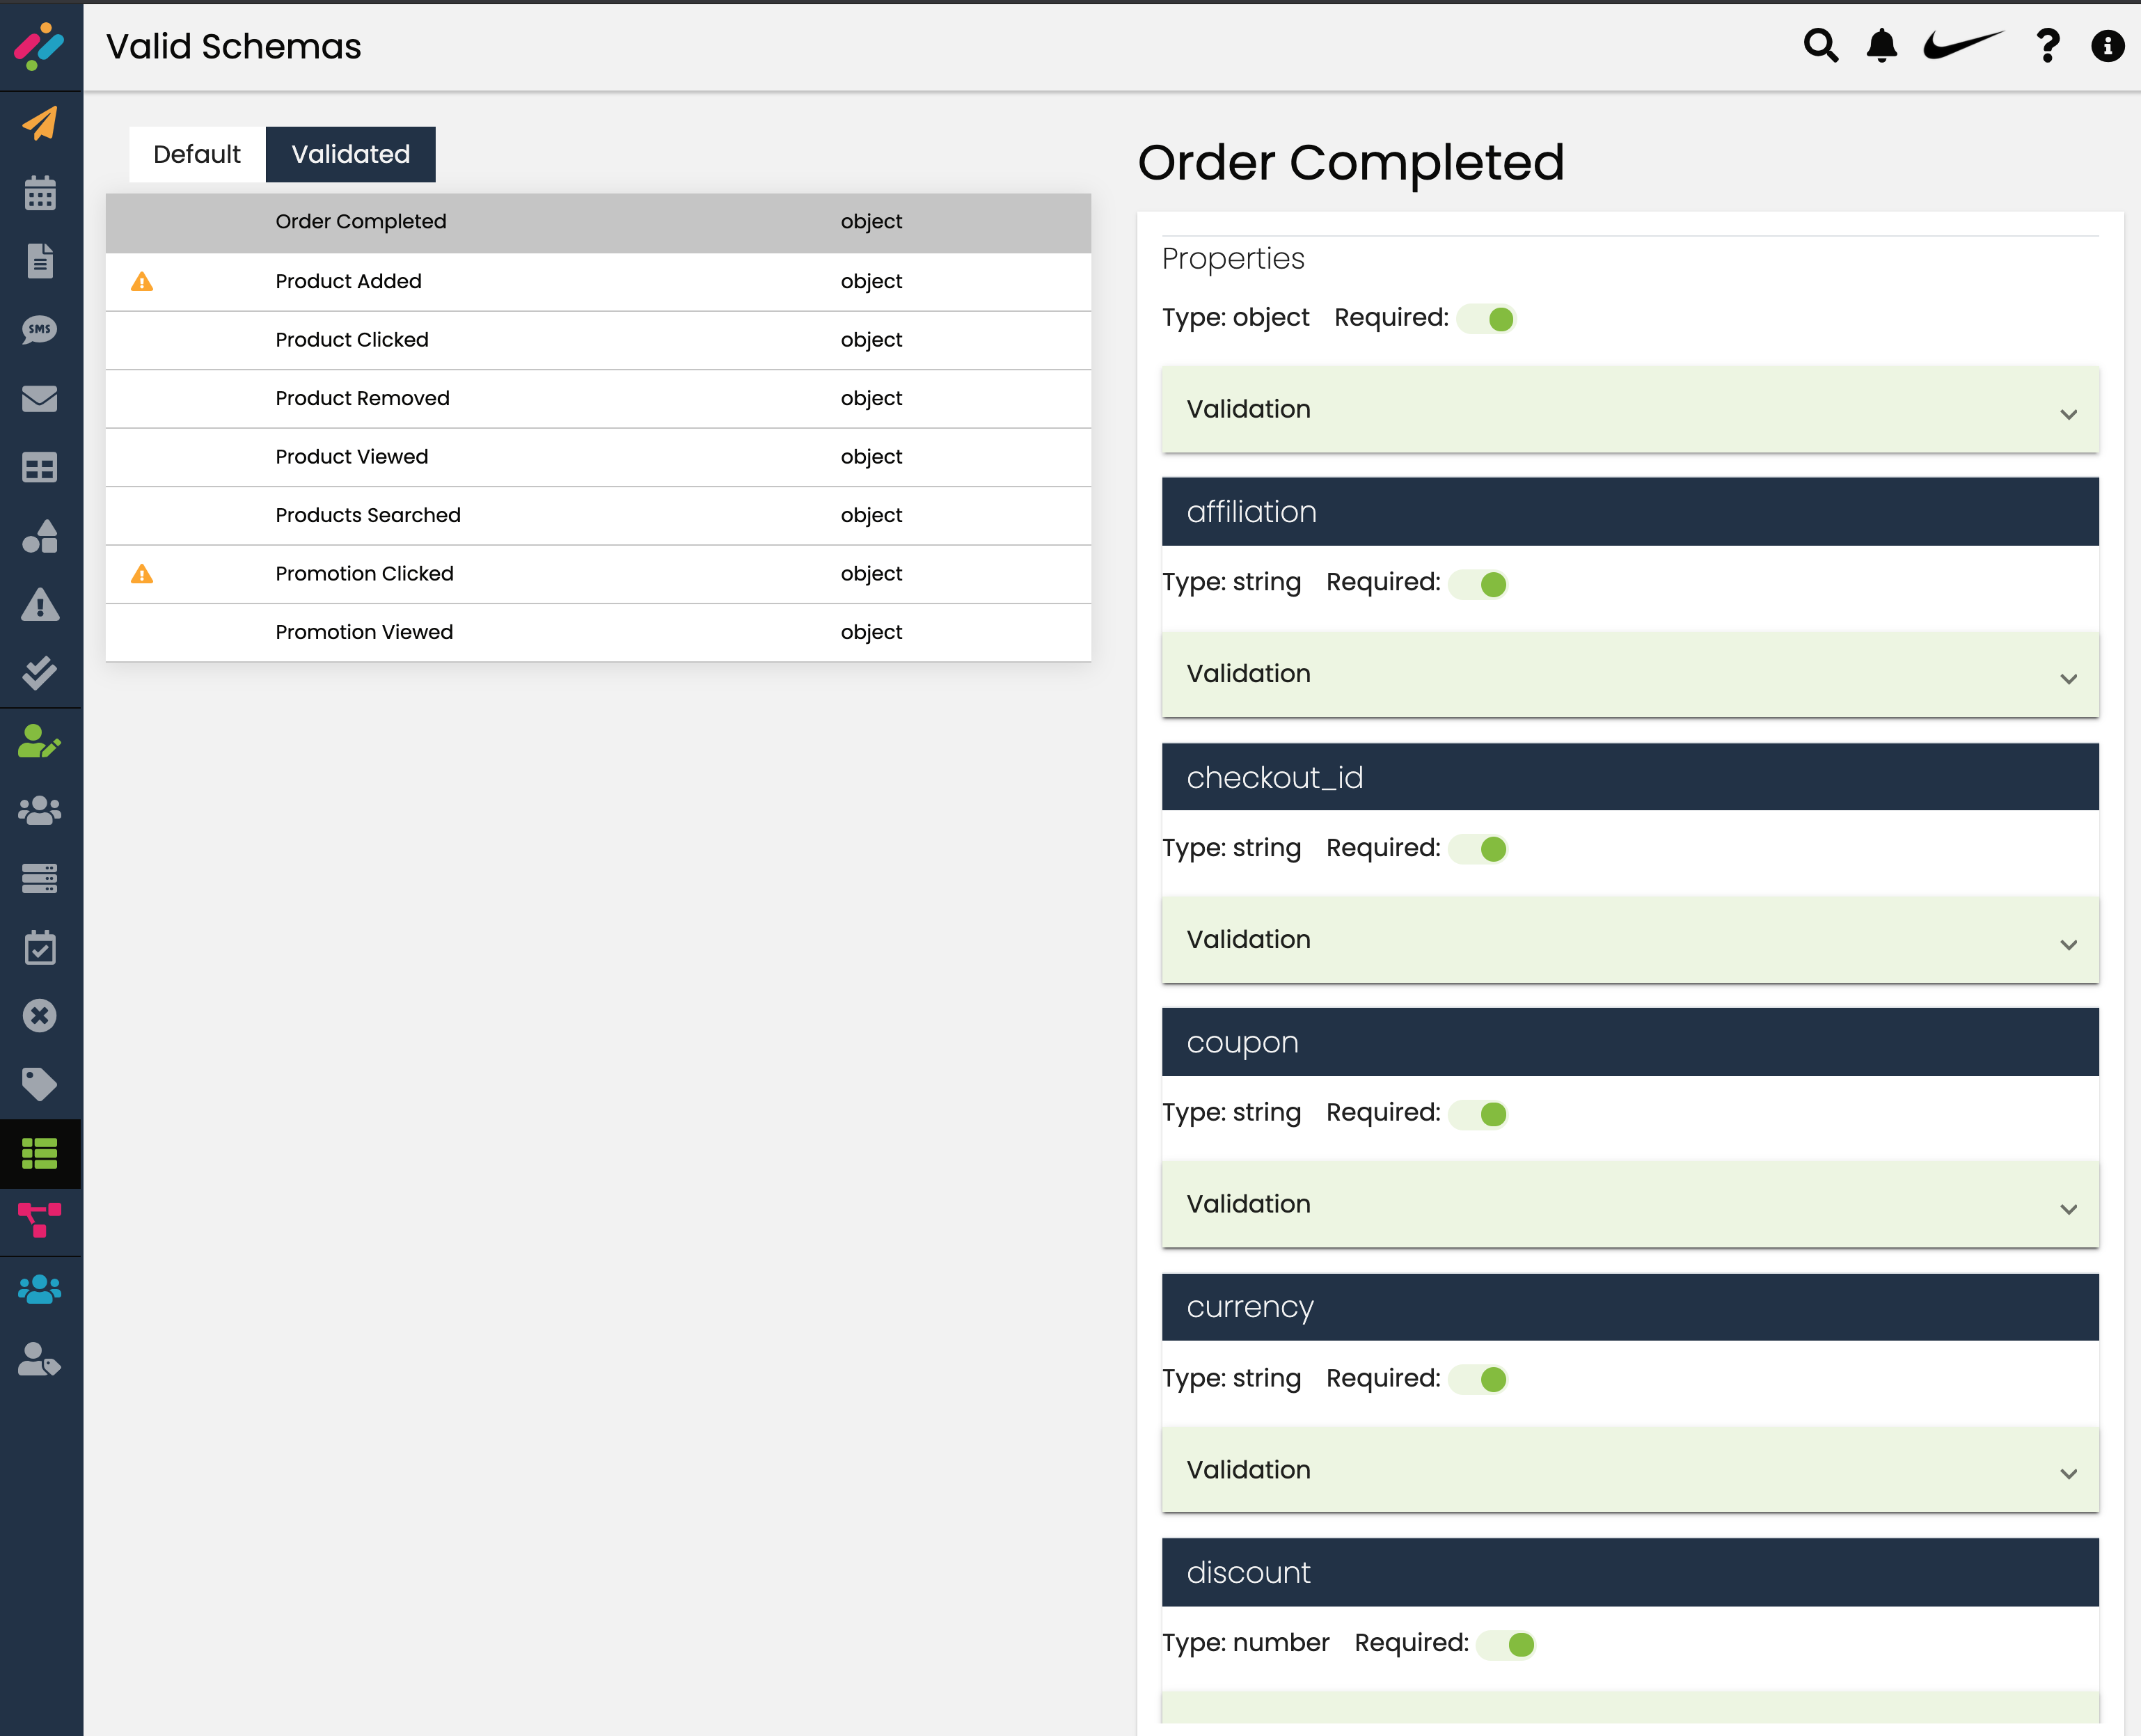 Valid Schemas
Default Validated
Order Completed object
Product Added object
Product Clicked object
Product Removed object
Product Viewed object
Products Searched object
Promotion Clicked object
Promotion Viewed object
SMS
Order Completed
Properties
Type: object Required:
Validation
affiliation
Type: string Required:
Validation
checkout_id
Type: string Required:
Validation
coupon
Type: string Required:
Validation
currency
Type: string Required:
Validation
discount
Type: number Required: